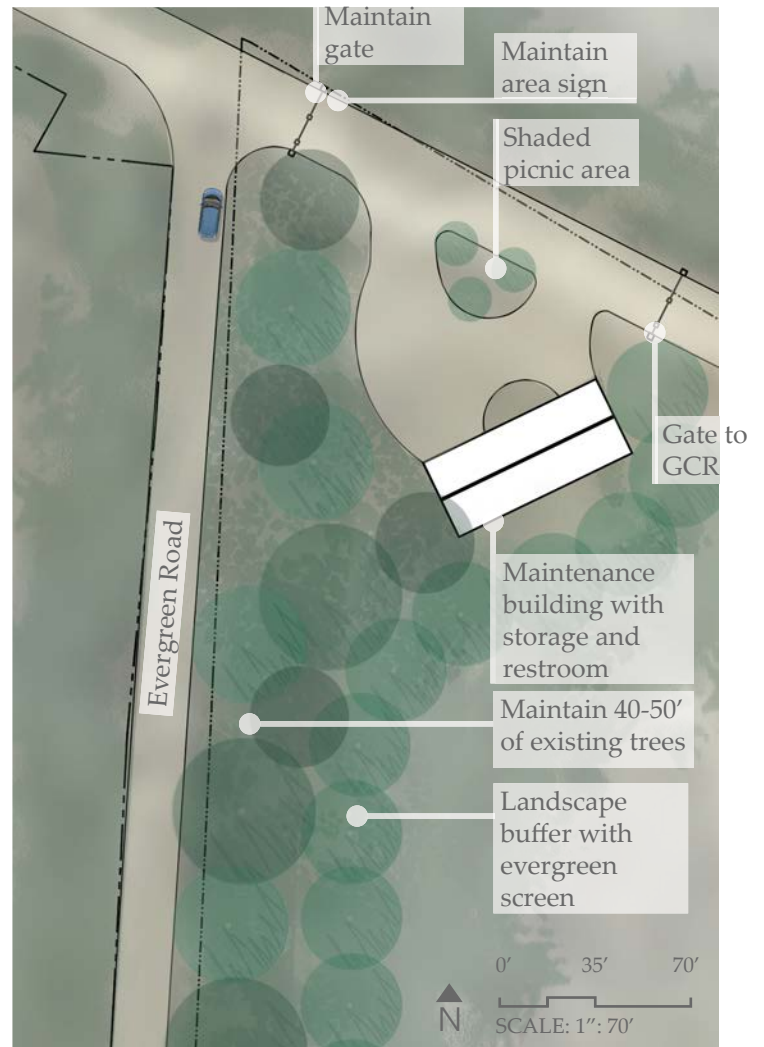 Maintain
gate
Maintain
area sign
Shaded
picnic area
Gate to
GCR
Evergreen Road
Maintenance
building with
storage and
restroom
Maintain 40-50’
of existing trees
Landscape
buffer with
evergreen
screen
0’ 35’ 70’
N
SCALE: 1”: 70’